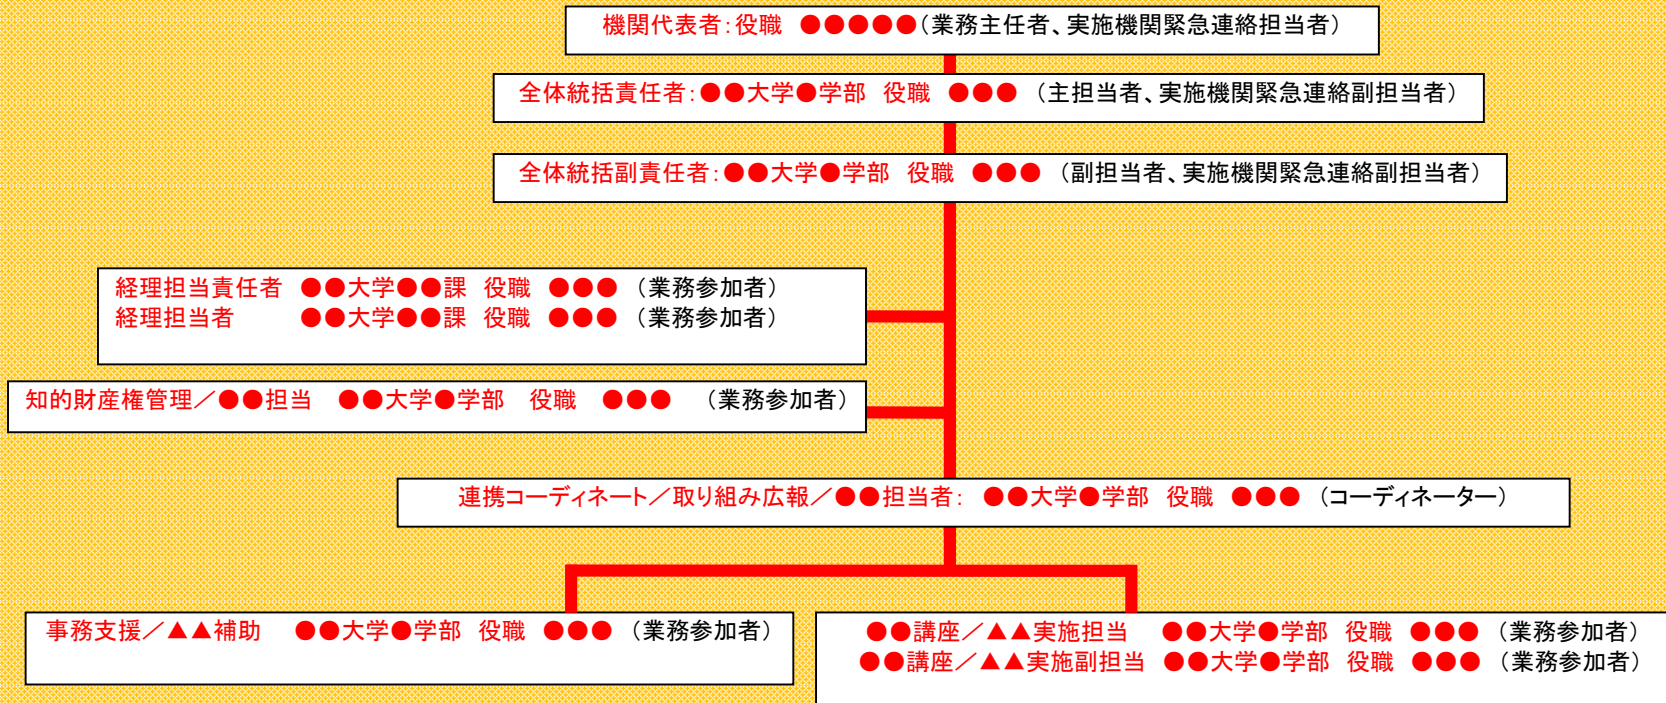 機関代表者：役職　●●●●●（業務主任者、実施機関緊急連絡担当者）
全体統括責任者：●●大学●学部　役職　●●●　（主担当者、実施機関緊急連絡副担当者）
全体統括副責任者：●●大学●学部　役職　●●●　（副担当者、実施機関緊急連絡副担当者）
経理担当責任者　●●大学●●課　役職　●●●　（業務参加者）
経理担当者　　　●●大学●●課　役職　●●●　（業務参加者）
知的財産権管理／●●担当　●●大学●学部　役職　●●●　（業務参加者）
連携コーディネート／取り組み広報／●●担当者：　●●大学●学部　役職　●●●　（コーディネーター）
事務支援／▲▲補助　●●大学●学部　役職　●●●　（業務参加者）
●●講座／▲▲実施担当　●●大学●学部　役職　●●●　（業務参加者）
●●講座／▲▲実施副担当　●●大学●学部　役職　●●●　（業務参加者）